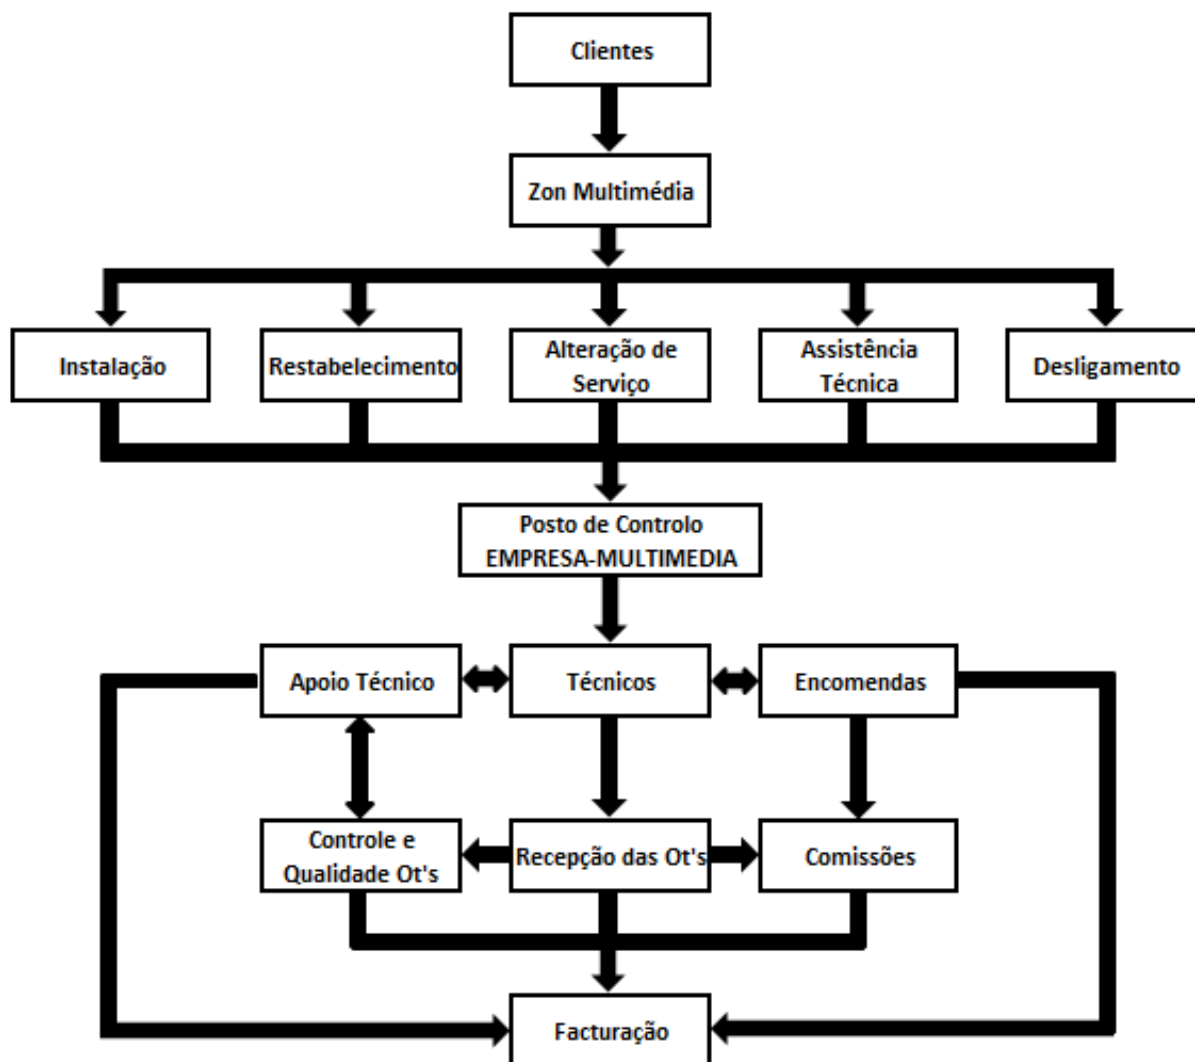 Clientes
Zon Multimédia
Instalação
Restabelecimento
Alteração de
Serviço
Assistência
Técnica
Desligamento
Posto de Controlo
EMPRESA-MULTIMEDIA
Apoio Técnico
Técnicos
Encomendas
Controle e
Qualidade Ot's
Recepção das Ot's
Comissões
Facturação